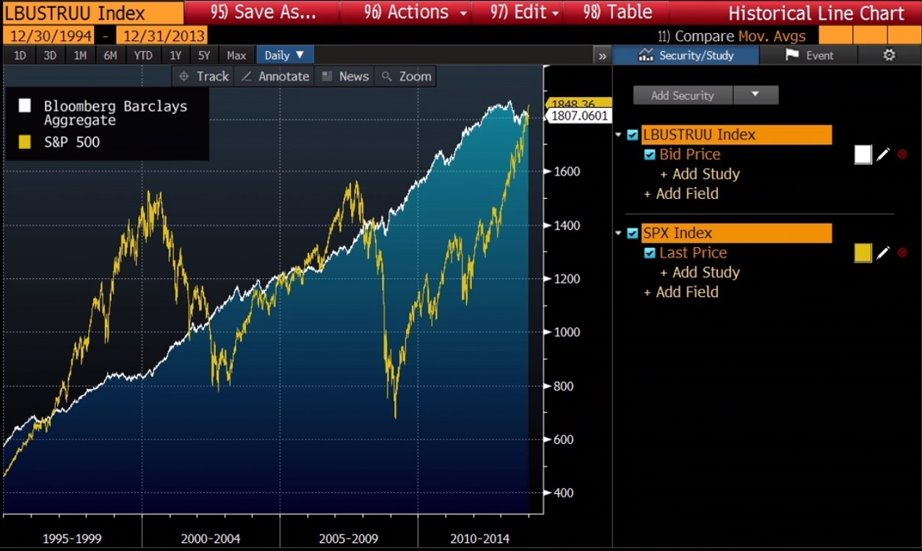 LBUSTRUU Index 95) Save As... 96) Actions 97) Edit 98) Table Historical Line Chart
12/30/1994 - 12/31/2013 11) Compare Mov. Avgs
1D 3D 1M 6M YTD 1Y 5Y Max Daily ▼ » Security/Study Event
Track Annotate News Zoom
Bloomberg Barclays
Aggregate
S&P 500
Add Security
1848.36
1807.0601
1600
1400
1200
1000
800
600
400
LBUSTRUU Index
Bid Price
+ Add Study
+ Add Field
SPX Index
Last Price
+ Add Study
+ Add Field
1995-1999 2000-2004 2005-2009 2010-2014